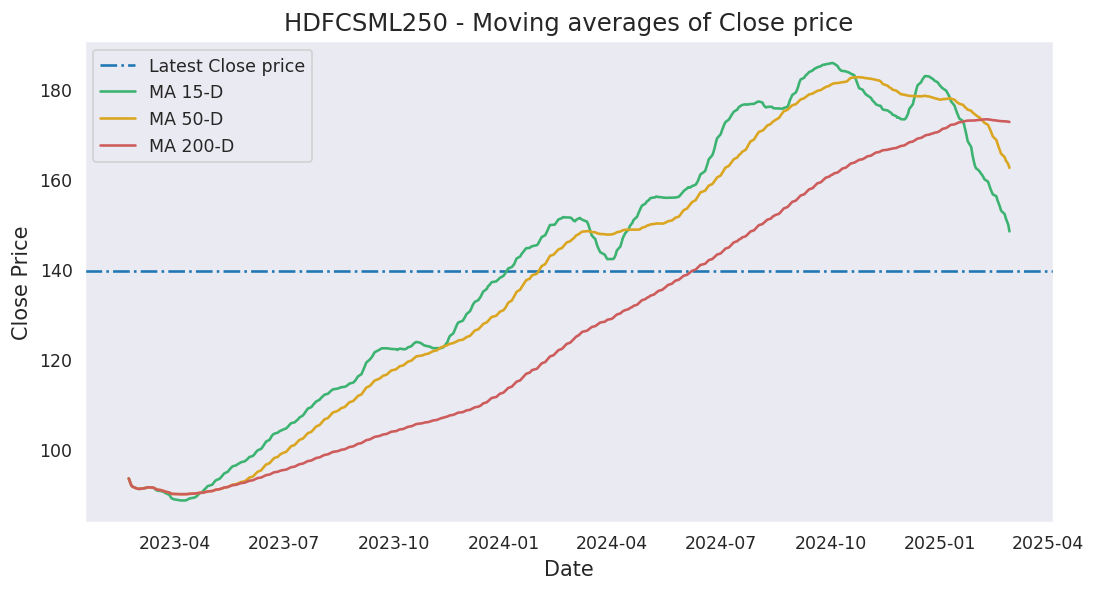 HDFCSML250 - Moving averages of Close price
Latest Close price
MA 15-D
MA 50-D
MA 200-D
180
160
140
120
100
Close Price
2023-04 2023-07 2023-10 2024-01 2024-04 2024-07 2024-10 2025-01 2025-04
Date